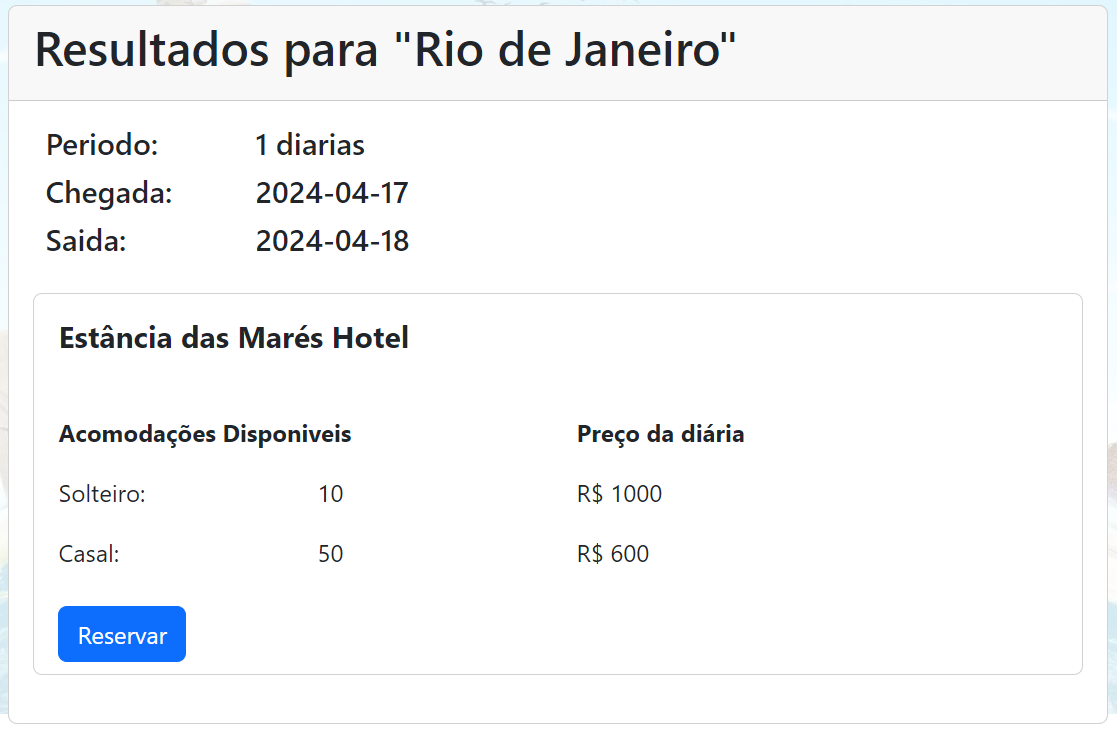 Resultados para "Rio de Janeiro"
Periodo: 1 diarias
Chegada: 2024-04-17
Saida: 2024-04-18
Estância das Marés Hotel
Acomodações Disponiveis Preço da diária
Solteiro: 10 R$ 1000
Casal: 50 R$ 600
Reservar